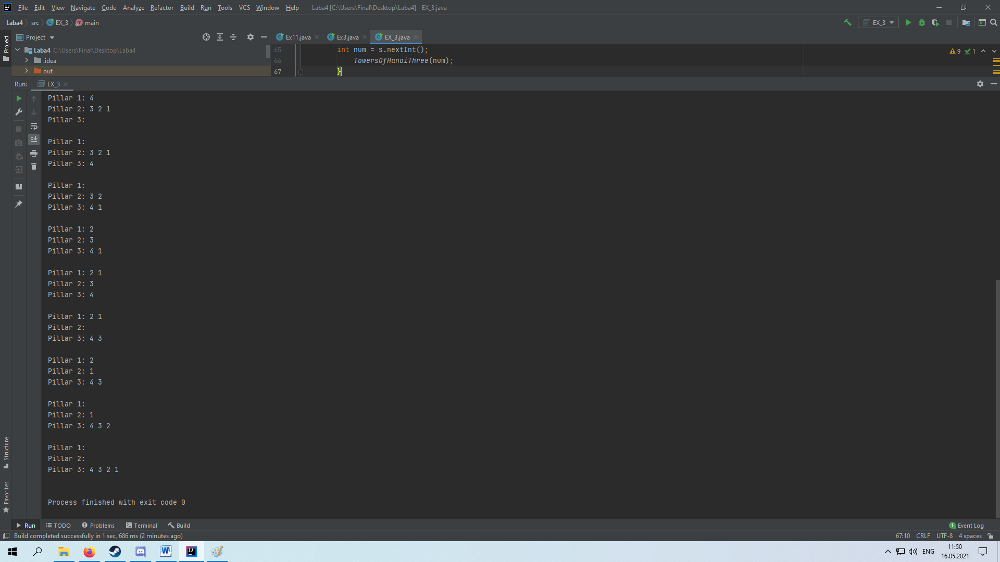 File Edit View Navigate Code Analyze Refactor Build Run Tools VCS Window Help Laba4 [C:\Users\Final\Desktop\Laba4] - EX_3.java
Laba4 src EX_3 main EX_3
Project Ex11.java Ex3.java EX_3.java
Project
Laba4 C:\Users\Final\Desktop\Laba4
.idea
out
65 int num = s.nextInt();
66 TowersOfHanoiThree(num);
67 }
9 1
Run: EX_3
Pillar 1: 4
Pillar 2: 3 2 1
Pillar 3:
Pillar 1:
Pillar 2: 3 2 1
Pillar 3: 4
Pillar 1:
Pillar 2: 3 2
Pillar 3: 4 1
Pillar 1: 2
Pillar 2: 3
Pillar 3: 4 1
Pillar 1: 2 1
Pillar 2: 3
Pillar 3: 4
Pillar 1: 2 1
Pillar 2:
Pillar 3: 4 3
Pillar 1: 2
Pillar 2: 1
Pillar 3: 4 3
Pillar 1:
Pillar 2: 1
Pillar 3: 4 3 2
Pillar 1:
Pillar 2:
Pillar 3: 4 3 2 1
Process finished with exit code 0
Structure
Favorites
Run TODO Problems Terminal Build 1 Event Log
Build completed successfully in 1 sec, 686 ms (2 minutes ago) 67:10 CRLF UTF-8 4 spaces
ENG 11:50
16.05.2021